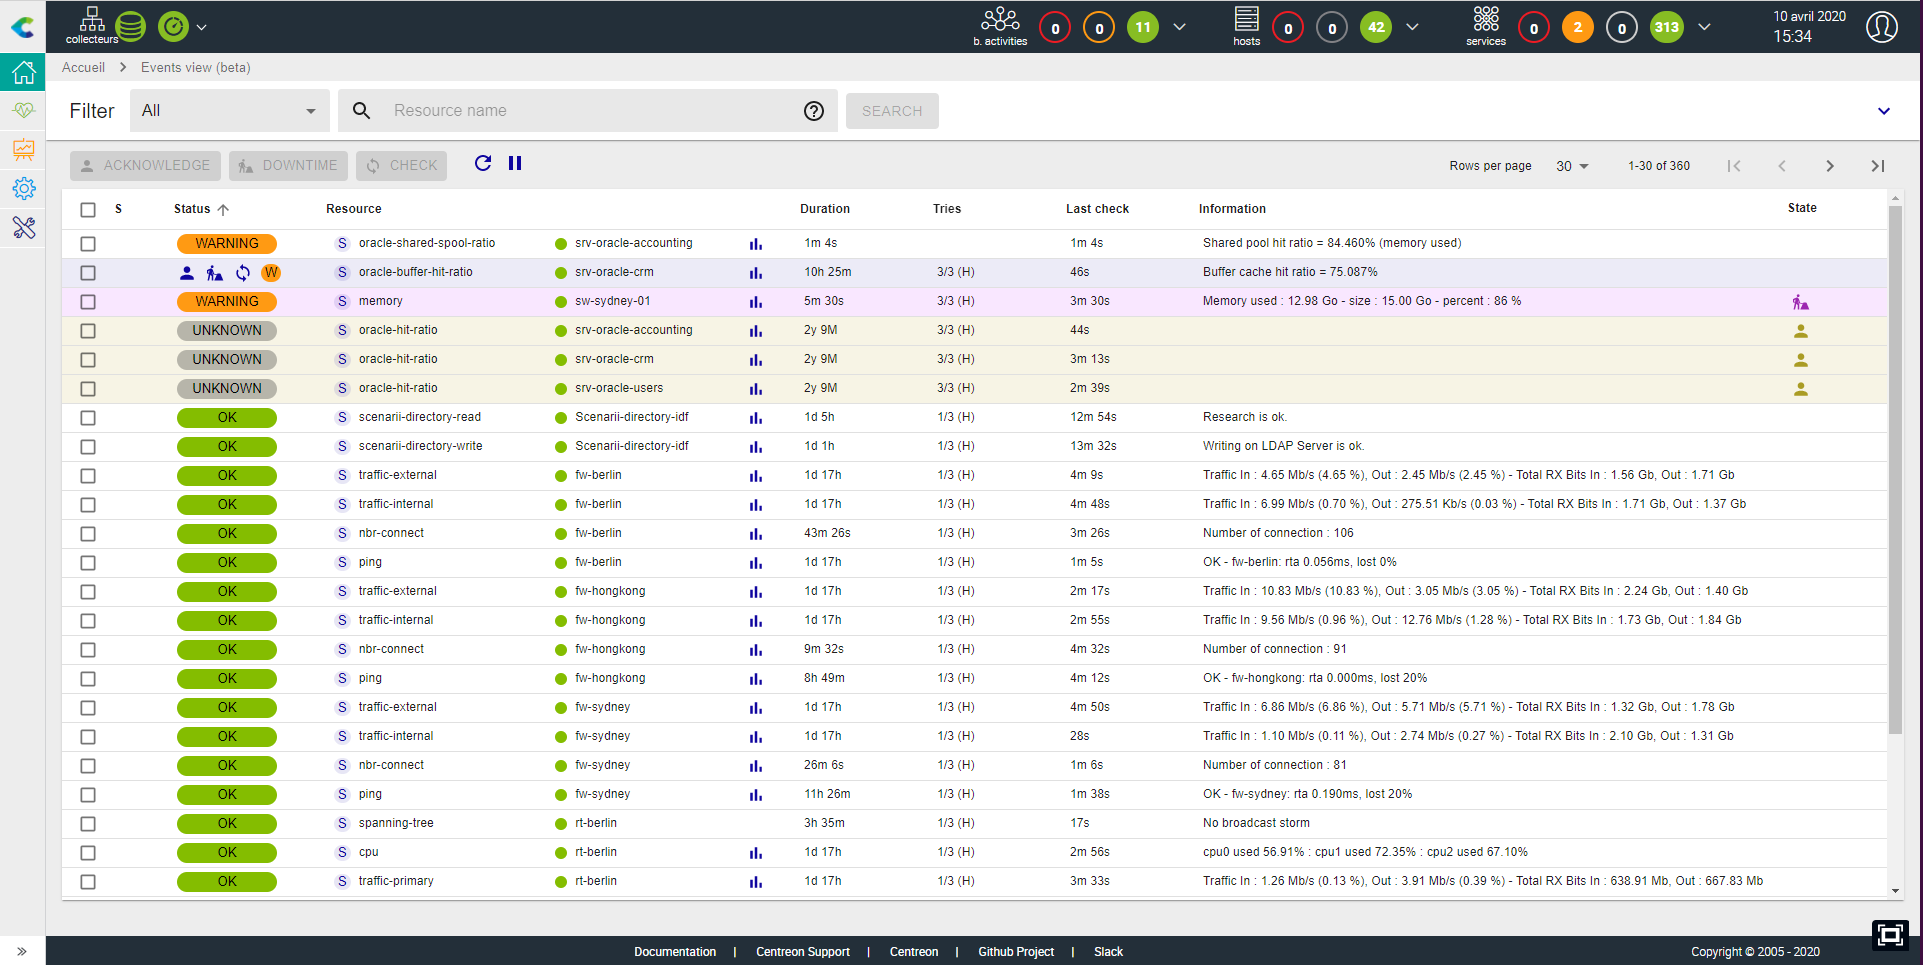 collecteurs
b. activities 0 0 11
hosts 0 0 42
services 0 2 0 313
10 avril 2020
15:34
Accueil Events view (beta)
Filter All Resource name SEARCH
ACKNOWLEDGE DOWNTIME CHECK Rows per page 30 1-30 of 360
S Status Resource Duration Tries Last check Information State
WARNING S oracle-shared-spool-ratio srv-oracle-accounting 1m 4s 1m 4s Shared pool hit ratio = 84.460% (memory used)
W S oracle-buffer-hit-ratio srv-oracle-crm 10h 25m 3/3 (H) 46s Buffer cache hit ratio = 75.087%
WARNING S memory sw-sydney-01 5m 30s 3/3 (H) 3m 30s Memory used : 12.98 Go - size : 15.00 Go - percent : 86 %
UNKNOWN S oracle-hit-ratio srv-oracle-accounting 2y 9M 3/3 (H) 44s
UNKNOWN S oracle-hit-ratio srv-oracle-crm 2y 9M 3/3 (H) 3m 13s
UNKNOWN S oracle-hit-ratio srv-oracle-users 2y 9M 3/3 (H) 2m 39s
OK S scenarii-directory-read Scenarii-directory-idf 1d 5h 1/3 (H) 12m 54s Research is ok.
OK S scenarii-directory-write Scenarii-directory-idf 1d 1h 1/3 (H) 13m 32s Writing on LDAP Server is ok.
OK S traffic-external fw-berlin 1d 17h 1/3 (H) 4m 9s Traffic In : 4.65 Mb/s (4.65 %), Out : 2.45 Mb/s (2.45 %) - Total RX Bits In : 1.56 Gb, Out : 1.71 Gb
OK S traffic-internal fw-berlin 1d 17h 1/3 (H) 4m 48s Traffic In : 6.99 Mb/s (0.70 %), Out : 275.51 Kb/s (0.03 %) - Total RX Bits In : 1.71 Gb, Out : 1.37 Gb
OK S nbr-connect fw-berlin 43m 26s 1/3 (H) 3m 26s Number of connection : 106
OK S ping fw-berlin 1d 17h 1/3 (H) 1m 5s OK - fw-berlin: rta 0.056ms, lost 0%
OK S traffic-external fw-hongkong 1d 17h 1/3 (H) 2m 17s Traffic In : 10.83 Mb/s (10.83 %), Out : 3.05 Mb/s (3.05 %) - Total RX Bits In : 2.24 Gb, Out : 1.40 Gb
OK S traffic-internal fw-hongkong 1d 17h 1/3 (H) 2m 55s Traffic In : 9.56 Mb/s (0.96 %), Out : 12.76 Mb/s (1.28 %) - Total RX Bits In : 1.73 Gb, Out : 1.84 Gb
OK S nbr-connect fw-hongkong 9m 32s 1/3 (H) 4m 32s Number of connection : 91
OK S ping fw-hongkong 8h 49m 1/3 (H) 4m 12s OK - fw-hongkong: rta 0.000ms, lost 20%
OK S traffic-external fw-sydney 1d 17h 1/3 (H) 4m 50s Traffic In : 6.86 Mb/s (6.86 %), Out : 5.71 Mb/s (5.71 %) - Total RX Bits In : 1.32 Gb, Out : 1.78 Gb
OK S traffic-internal fw-sydney 1d 17h 1/3 (H) 28s Traffic In : 1.10 Mb/s (0.11 %), Out : 2.74 Mb/s (0.27 %) - Total RX Bits In : 2.10 Gb, Out : 1.31 Gb
OK S nbr-connect fw-sydney 26m 6s 1/3 (H) 1m 6s Number of connection : 81
OK S ping fw-sydney 11h 26m 1/3 (H) 1m 38s OK - fw-sydney: rta 0.190ms, lost 20%
OK S spanning-tree rt-berlin 3h 35m 1/3 (H) 17s No broadcast storm
OK S cpu rt-berlin 1d 17h 1/3 (H) 2m 56s cpu0 used 56.91% : cpu1 used 72.35% : cpu2 used 67.10%
OK S traffic-primary rt-berlin 1d 17h 1/3 (H) 3m 33s Traffic In : 1.26 Mb/s (0.13 %), Out : 3.91 Mb/s (0.39 %) - Total RX Bits In : 638.91 Mb, Out : 667.83 Mb
Documentation | Centreon Support | Centreon | Github Project | Slack Copyright © 2005 - 2020